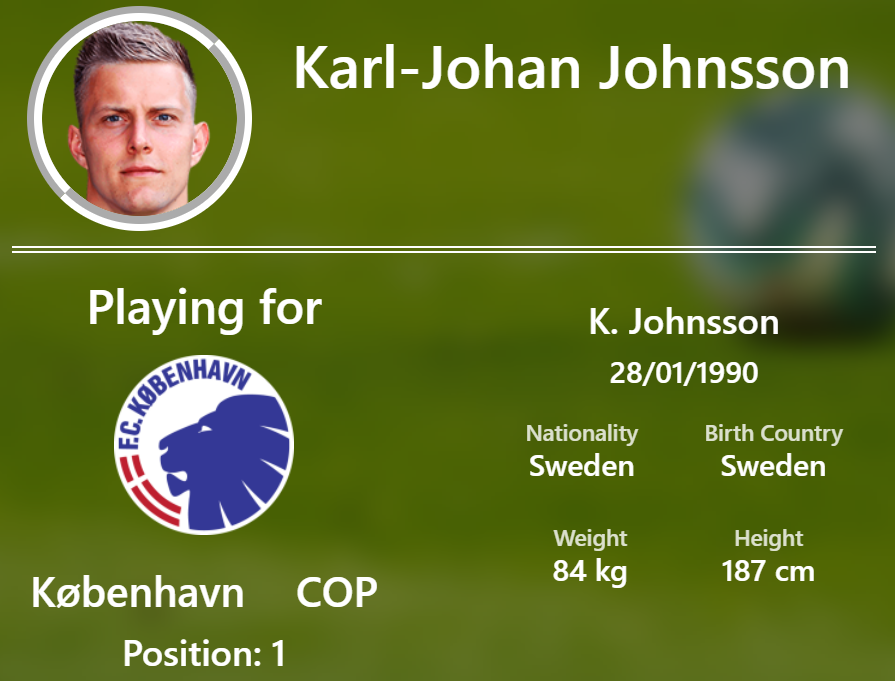 Karl-Johan Johnsson
Playing for
F.C. KØBENHAVN
København COP
Position: 1
K. Johnsson
28/01/1990
Nationality
Sweden
Birth Country
Sweden
Weight
84 kg
Height
187 cm